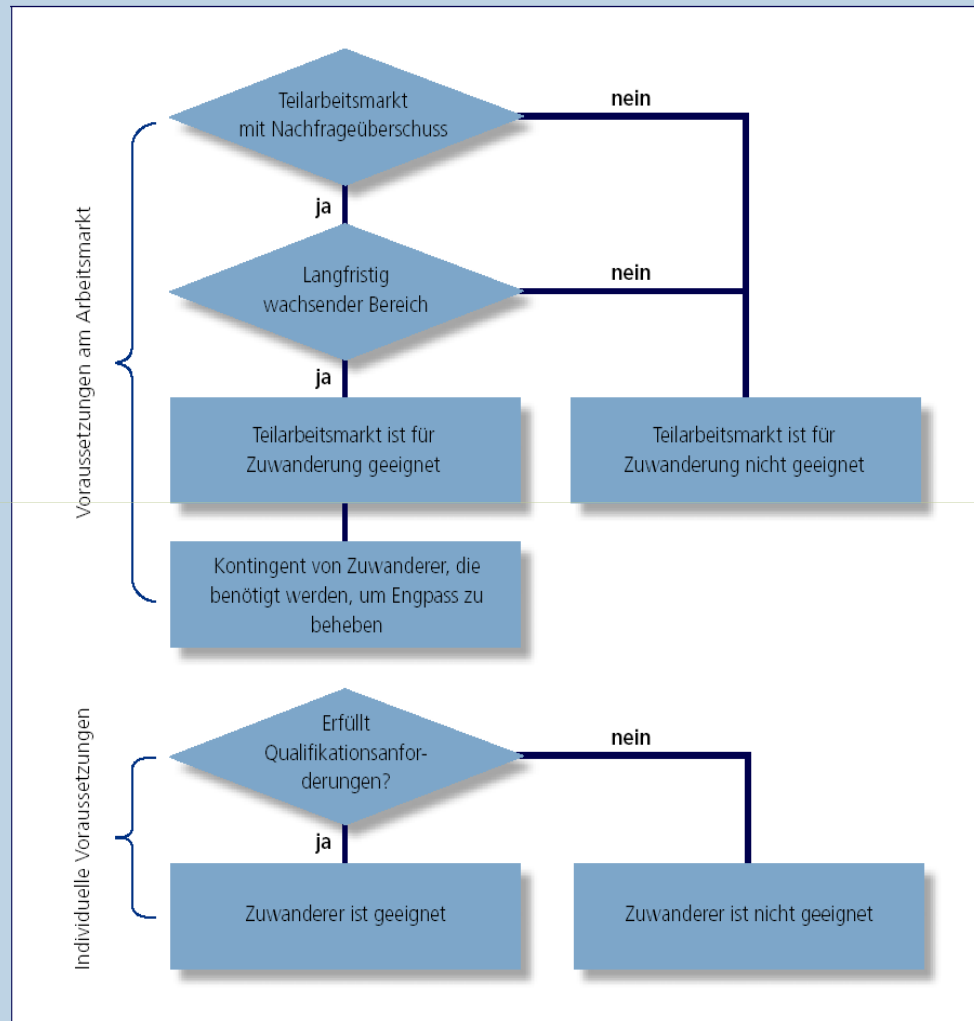 Teilarbeitsmarkt
mit Nachfrageüberschuss
nein
ja
Langfristig
wachsender Bereich
nein
ja
Teilarbeitsmarkt ist für
Zuwanderung geeignet
Teilarbeitsmarkt ist für
Zuwanderung nicht geeignet
Kontingent von Zuwanderer, die
benötigt werden, um Engpass zu
beheben
Voraussetzungen am Arbeitsmarkt
Erfüllt
Qualifikationsanfor-
derungen?
nein
ja
Zuwanderer ist geeignet
Zuwanderer ist nicht geeignet
Individuelle Voraussetzungen